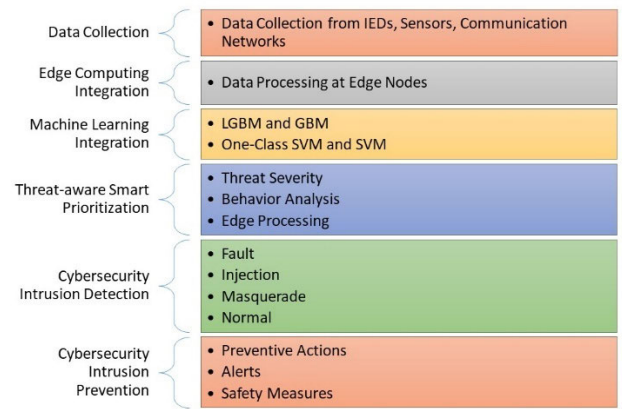 Data Collection
• Data Collection from IEDs, Sensors, Communication
Networks
Edge Computing
Integration
• Data Processing at Edge Nodes
Machine Learning
Integration
• LGBM and GBM
• One-Class SVM and SVM
Threat-aware Smart
Prioritization
• Threat Severity
• Behavior Analysis
• Edge Processing
Cybersecurity
Intrusion Detection
• Fault
• Injection
• Masquerade
• Normal
Cybersecurity
Intrusion
Prevention
• Preventive Actions
• Alerts
• Safety Measures